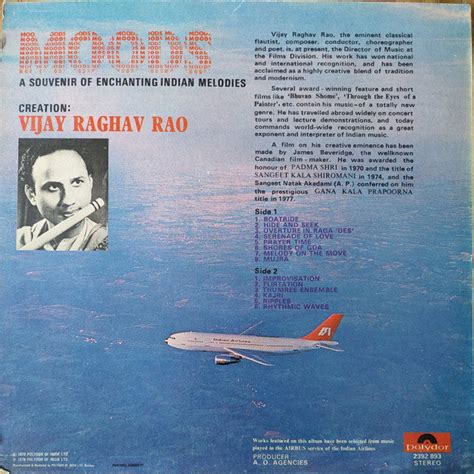 MOODS
A SOUVENIR OF ENCHANTING INDIAN MELODIES
CREATION:
VIJAY RAGHAV RAO
Vijay Raghav Rao, the eminent classical
flautist, composer, conductor, choreographer
and poet, is, at present, the Director of Music at
the Films Division. His work has won national
and international recognition, and has been
acclaimed as a highly creative blend of tradition
and modernism.
Several award - winning feature and short
films like 'Bhuvan Shome', 'Through the Eyes of a
Painter', etc. contain his music–of a totally new
genre. He has travelled abroad widely on concert
tours and lecture demonstrations, and today
commands world-wide recognition as a great
exponent and interpreter of Indian music.
A film on his creative eminence has been
made by James Beveridge, the wellknown
Canadian film - maker. He was awarded the
honour of PADMA SHRI in 1970 and the title of
SANGEET KALA SHIROMANI in 1974, and the
Sangeet Natak Akadami (A. P.) conferred on him
the prestigious GANA KALA PRAPOORNA
title in 1977.
Side 1
1. BOATRIDE
2. HIDE AND SEEK
3. OVERTURE IN RAGA 'DES'
4. SERENADE OF LOVE
5. PRAYER TIME
6. SHORES OF GOA
7. MELODY ON THE MOVE
8. MUJRA
Side 2
1. IMPROVISATION
2. FLIRTATION
3. THUMREE ENSEMBLE
4. KAJRI
5. RIPPLES
6. RHYTHMIC WAVES
Indian Airlines
Works featured on this album have been commissioned and are regularly
played in the AIRBUS service of the Indian Airlines.
PRODUCER
A. D. AGENCIES
Polydor
2392 893
STEREO